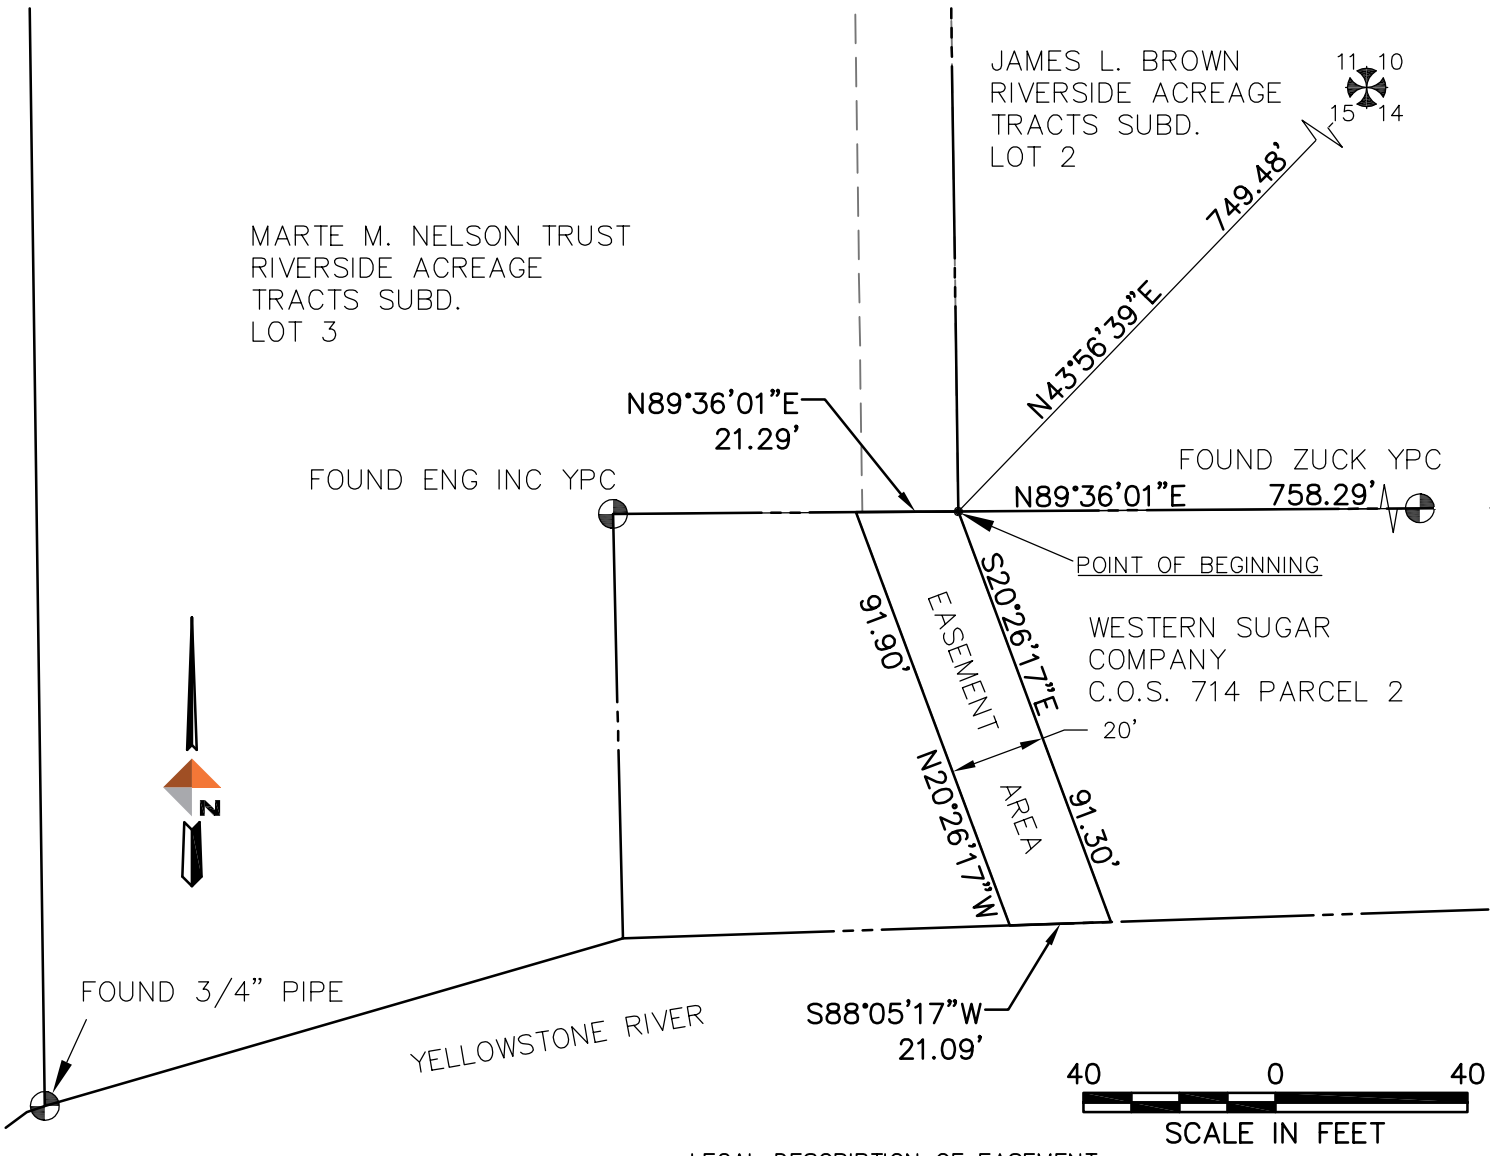 JAMES L. BROWN
RIVERSIDE ACREAGE
TRACTS SUBD.
LOT 2
11 10
15 14
749.48'
N43°56'39"E
MARTE M. NELSON TRUST
RIVERSIDE ACREAGE
TRACTS SUBD.
LOT 3
N89°36'01"E
21.29'
FOUND ENG INC YPC
FOUND ZUCK YPC
N89°36'01"E 758.29'
POINT OF BEGINNING
S20°26'17"E
91.90'
EASEMENT
WESTERN SUGAR
COMPANY
C.O.S. 714 PARCEL 2
20'
N20°26'17"W
AREA
91.30'
N
FOUND 3/4" PIPE
YELLOWSTONE RIVER
S88°05'17"W
21.09'
40 0 40
SCALE IN FEET
LEGAL DESCRIPTION OF EASEMENT